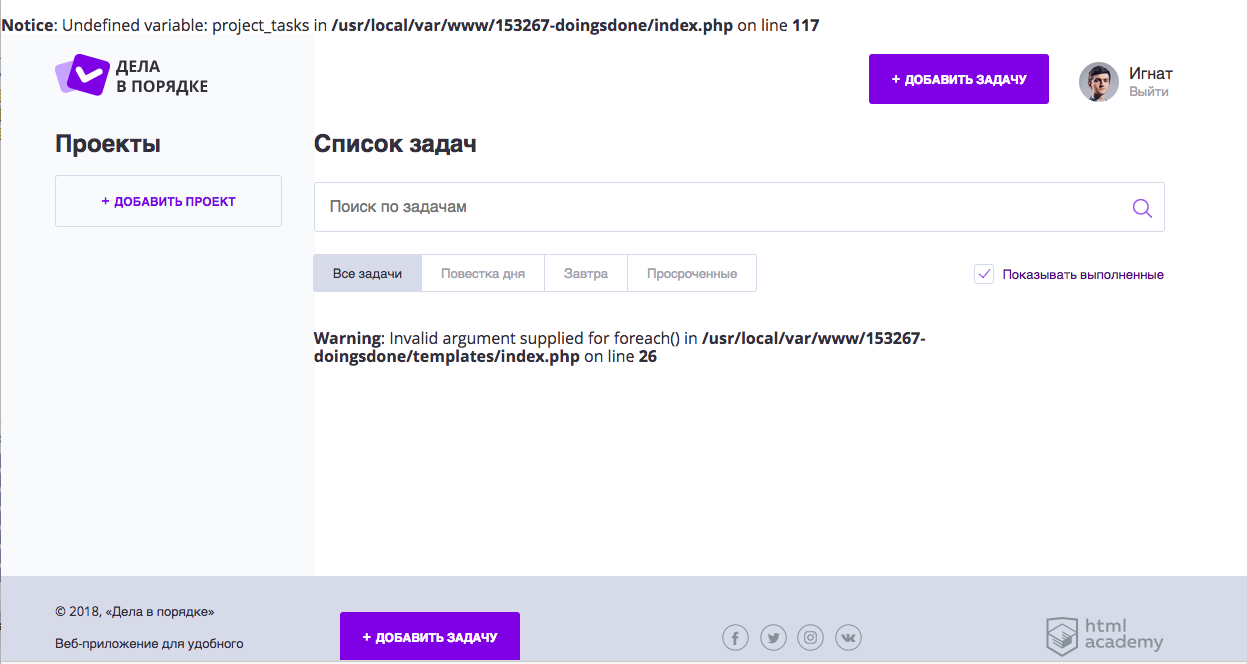 Notice: Undefined variable: project_tasks in /usr/local/var/www/153267-doingsdone/index.php on line 117
ДЕЛА
В ПОРЯДКЕ
+ ДОБАВИТЬ ЗАДАЧУ
Игнат
Выйти
Проекты
+ ДОБАВИТЬ ПРОЕКТ
Список задач
Поиск по задачам
Все задачи
Повестка дня
Завтра
Просроченные
Показывать выполненные
Warning: Invalid argument supplied for foreach() in /usr/local/var/www/153267-
doingsdone/templates/index.php on line 26
© 2018, «Дела в порядке»
Веб-приложение для удобного
+ ДОБАВИТЬ ЗАДАЧУ
html
academy